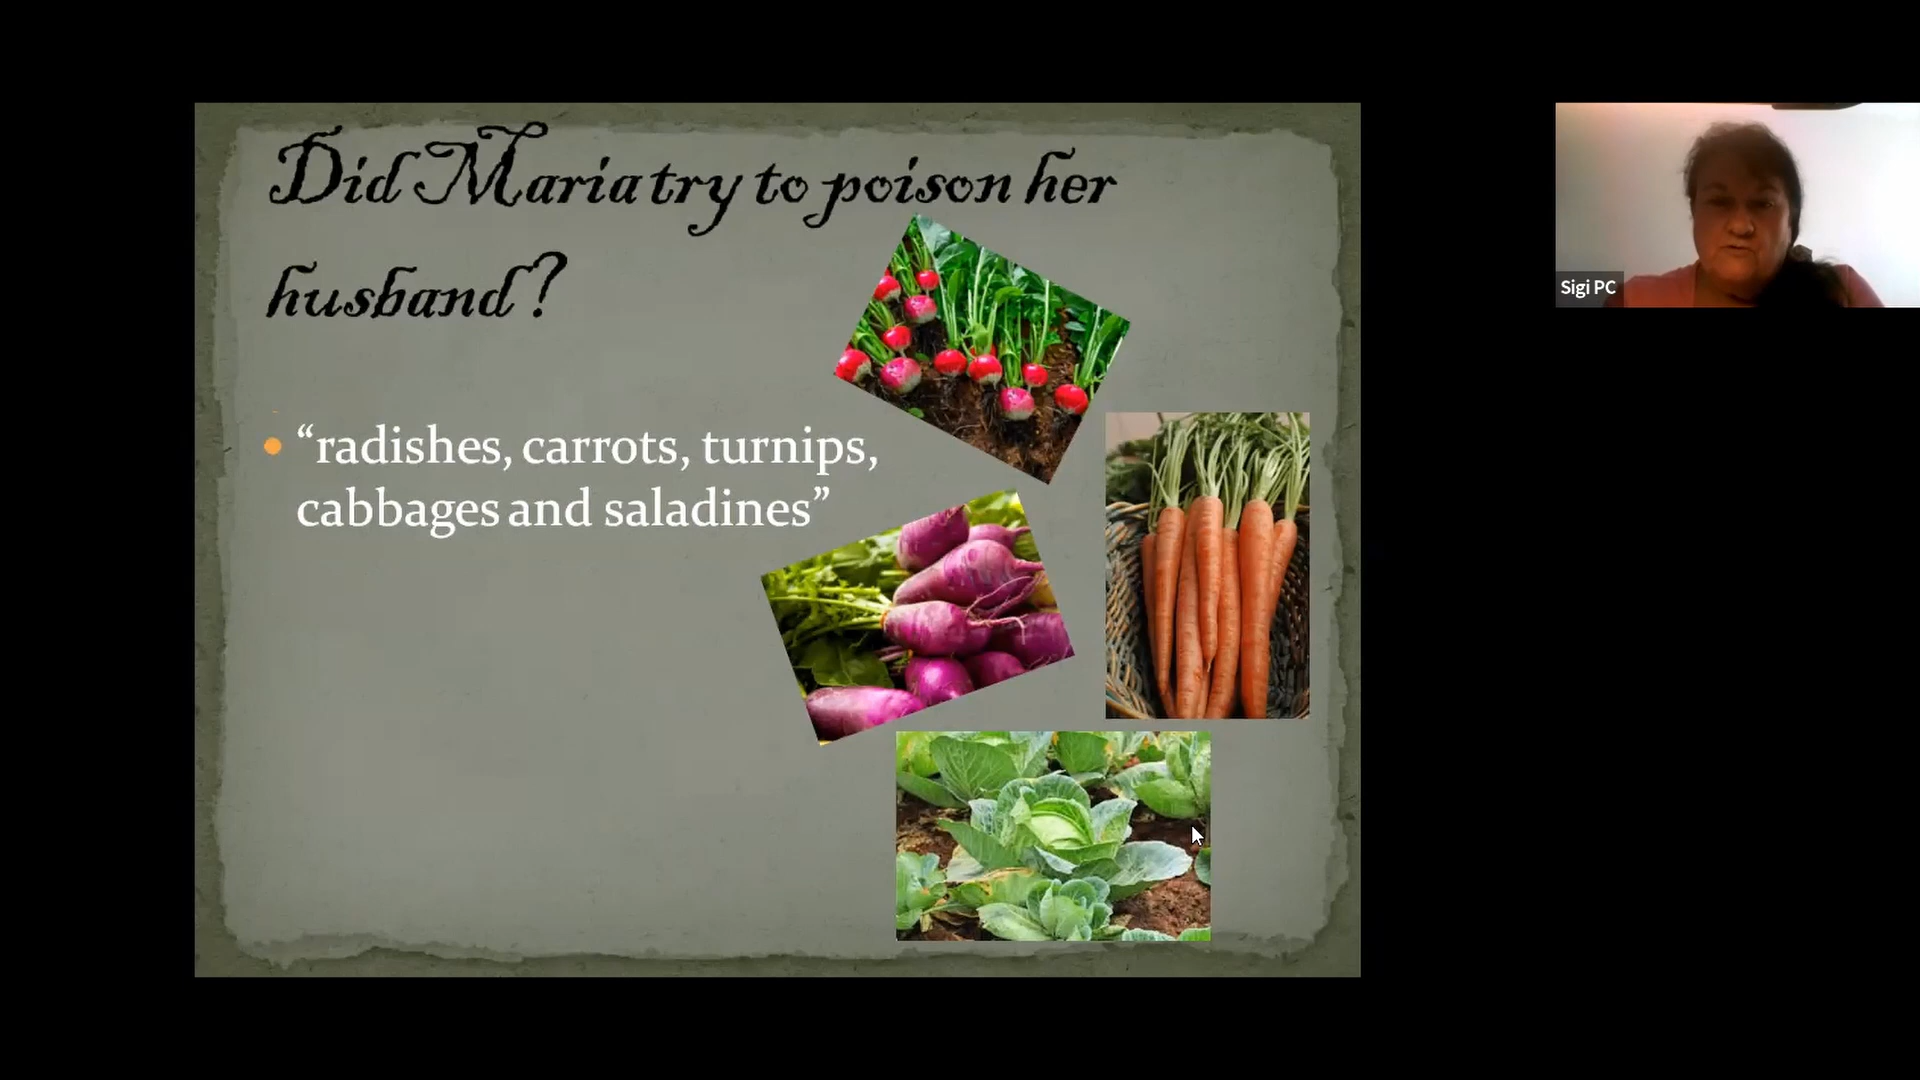 Did Maria try to poison her
husband?
“radishes, carrots, turnips,
cabbages and saladines”
Sigi PC